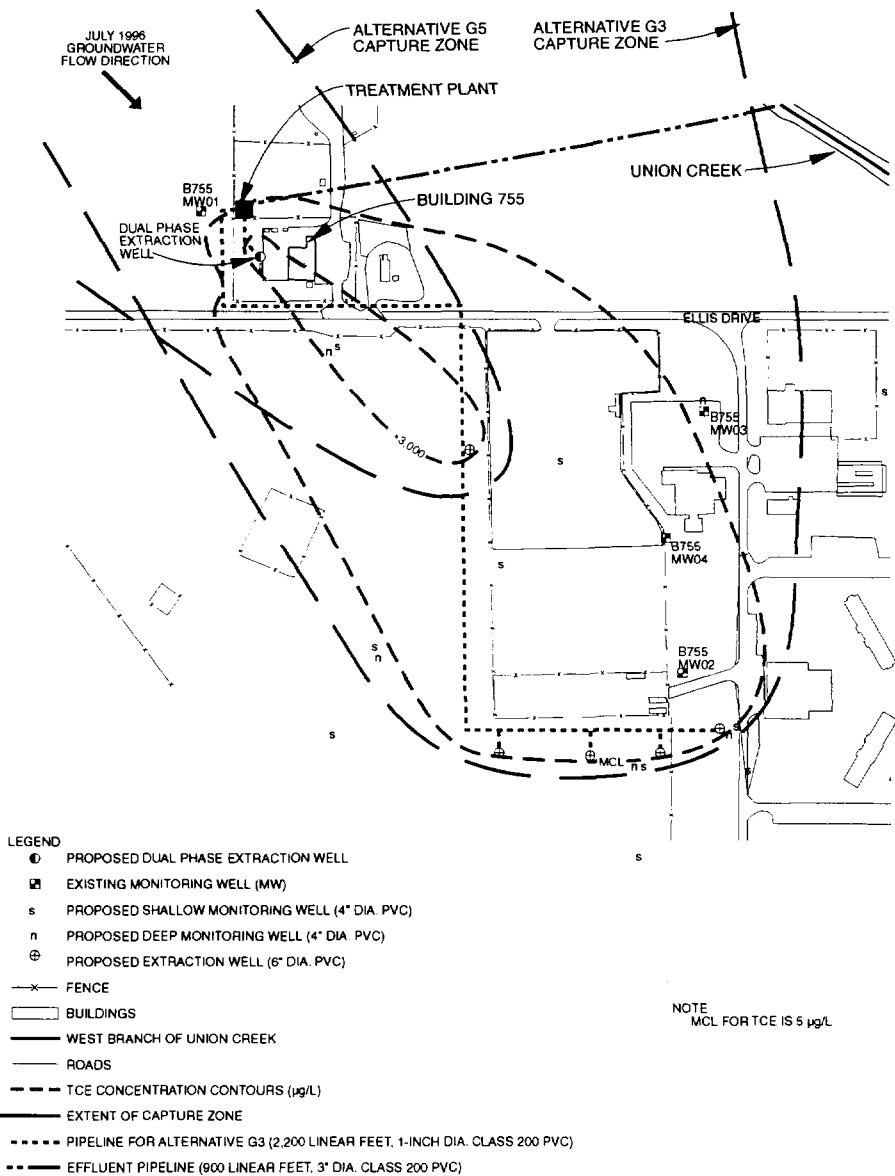 JULY 1996
GROUNDWATER
FLOW DIRECTION
ALTERNATIVE G5
CAPTURE ZONE
ALTERNATIVE G3
CAPTURE ZONE
TREATMENT PLANT
UNION CREEK
B755
MW01
BUILDING 755
DUAL PHASE
EXTRACTION
WELL
ELLIS DRIVE
n s
s
B755
MW03
3,000
s
B755
MW04
s
s
n
B755
MW02
s
s
n
MCL
n s
s
s
LEGEND
PROPOSED DUAL PHASE EXTRACTION WELL
EXISTING MONITORING WELL (MW)
s PROPOSED SHALLOW MONITORING WELL (4" DIA. PVC)
n PROPOSED DEEP MONITORING WELL (4" DIA. PVC)
PROPOSED EXTRACTION WELL (6" DIA. PVC)
FENCE
BUILDINGS
WEST BRANCH OF UNION CREEK
ROADS
TCE CONCENTRATION CONTOURS (µg/L)
EXTENT OF CAPTURE ZONE
PIPELINE FOR ALTERNATIVE G3 (2,200 LINEAR FEET, 1-INCH DIA. CLASS 200 PVC)
EFFLUENT PIPELINE (900 LINEAR FEET, 3" DIA. CLASS 200 PVC)
NOTE
MCL FOR TCE IS 5 µg/L